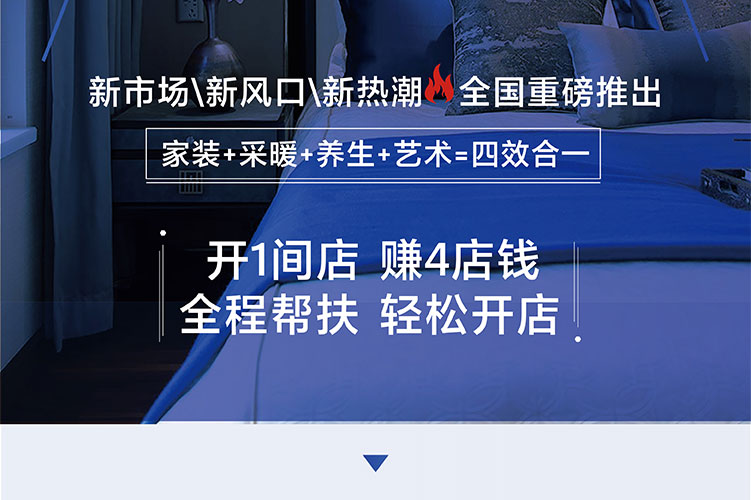 新市场\新风口\新热潮 全国重磅推出
家装+采暖+养生+艺术=四效合一
开1间店 赚4店钱
全程帮扶 轻松开店